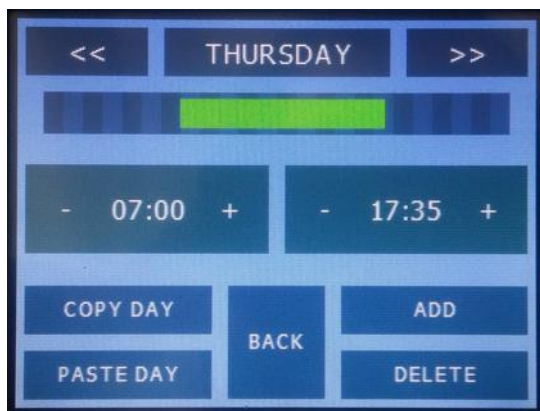 << THURSDAY >>
- 07:00 + - 17:35 +
COPY DAY ADD
BACK
PASTE DAY DELETE